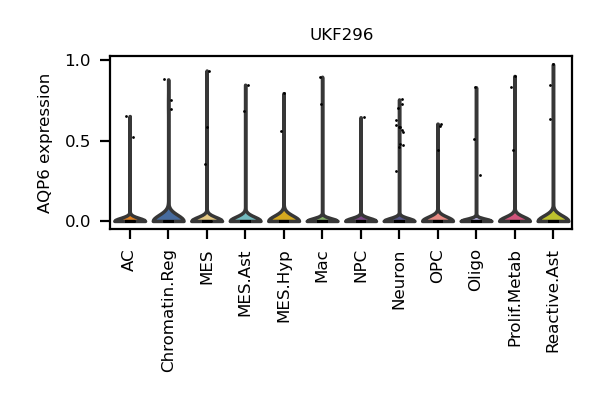 UKF296
AQP6 expression
1.0
0.5
0.0
AC
Chromatin.Reg
MES
MES.Ast
MES.Hyp
Mac
NPC
Neuron
OPC
Oligo
Prolif.Metab
Reactive.Ast